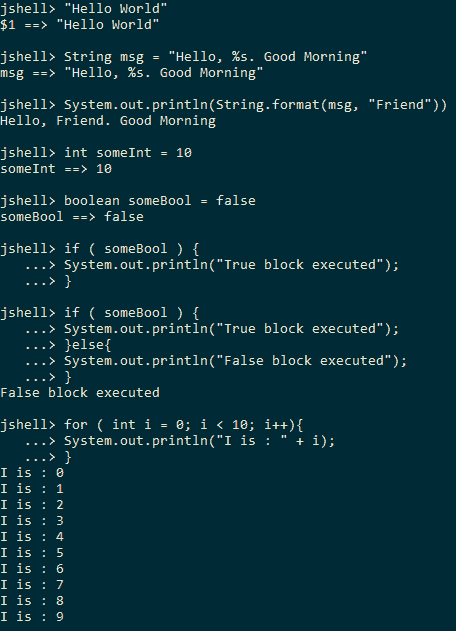 jshell> "Hello World"
$1 ==> "Hello World"

jshell> String msg = "Hello, %s. Good Morning"
msg ==> "Hello, %s. Good Morning"

jshell> System.out.println(String.format(msg, "Friend"))
Hello, Friend. Good Morning

jshell> int someInt = 10
someInt ==> 10

jshell> boolean someBool = false
someBool ==> false

jshell> if ( someBool ) {
   ...> System.out.println("True block executed");
   ...> }

jshell> if ( someBool ) {
   ...> System.out.println("True block executed");
   ...> }else{
   ...> System.out.println("False block executed");
   ...> }
False block executed

jshell> for ( int i = 0; i < 10; i++){
   ...> System.out.println("I is : " + i);
   ...> }
I is : 0
I is : 1
I is : 2
I is : 3
I is : 4
I is : 5
I is : 6
I is : 7
I is : 8
I is : 9